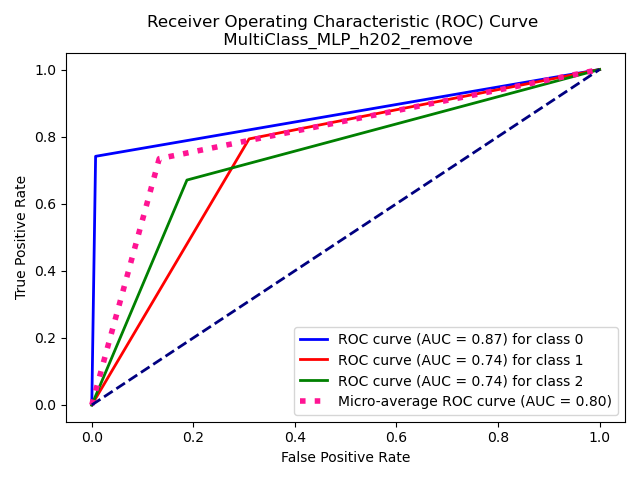 Receiver Operating Characteristic (ROC) Curve
MultiClass_MLP_h202_remove
1.0
0.8
0.6
0.4
0.2
0.0
True Positive Rate
ROC curve (AUC = 0.87) for class 0
ROC curve (AUC = 0.74) for class 1
ROC curve (AUC = 0.74) for class 2
Micro-average ROC curve (AUC = 0.80)
0.0 0.2 0.4 0.6 0.8 1.0
False Positive Rate